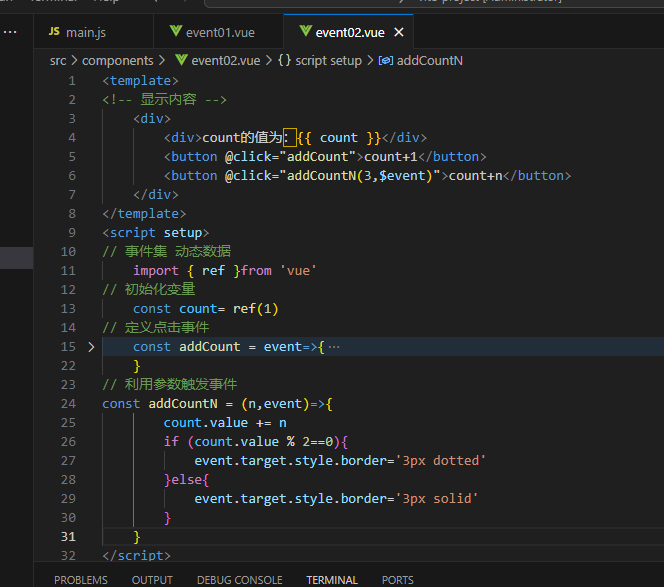 JS main.js event01.vue event02.vue
src > components > event02.vue > {} script setup > addCountN
1 <template>
2 <!-- 显示内容 -->
3 <div>
4 <div>count的值为：{{ count }}</div>
5 <button @click="addCount">count+1</button>
6 <button @click="addCountN(3,$event)">count+n</button>
7 </div>
8 </template>
9 <script setup>
10 // 事件集 动态数据
11 import { ref }from 'vue'
12 // 初始化变量
13 const count= ref(1)
14 // 定义点击事件
15 const addCount = event=>{ ···
22 }
23 // 利用参数触发事件
24 const addCountN = (n,event)=>{
25 count.value += n
26 if (count.value % 2==0){
27 event.target.style.border='3px dotted'
28 }else{
29 event.target.style.border='3px solid'
30 }
31 }
32 </script>
PROBLEMS OUTPUT DEBUG CONSOLE TERMINAL PORTS